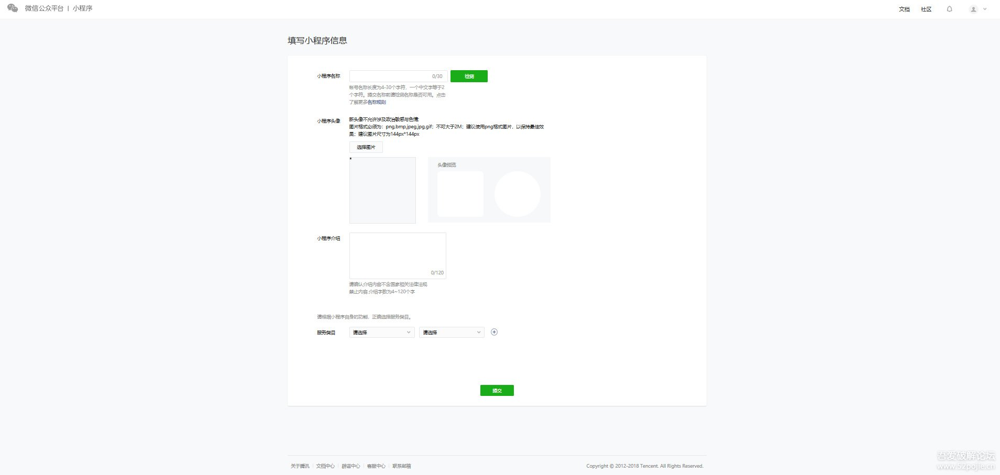 微信公众平台 | 小程序
文档 社区
填写小程序信息
小程序名称 0/30 检测
帐号名称长度为4-30个字符，一个中文字等于2
个字符。提交名称前请检测名称是否可用。点击
了解更多名称规则
小程序头像 新头像不允许涉及政治敏感与色情;
图片格式必须为：png,bmp,jpeg,jpg,gif；不可大于2M；建议使用png格式图片，以保持最佳效
果；建议图片尺寸为144px*144px
选择图片
头像预览
小程序介绍
0/120
请确认介绍内容不含国家相关法律法规
禁止内容,介绍字数为4~120个字
请根据小程序自身的功能，正确选择服务类目。
服务类目 请选择 请选择
提交
关于腾讯 文档中心 辟谣中心 客服中心 联系邮箱 Copyright © 2012-2018 Tencent. All Rights Reserved.
吾爱破解论坛
www.52pojie.cn